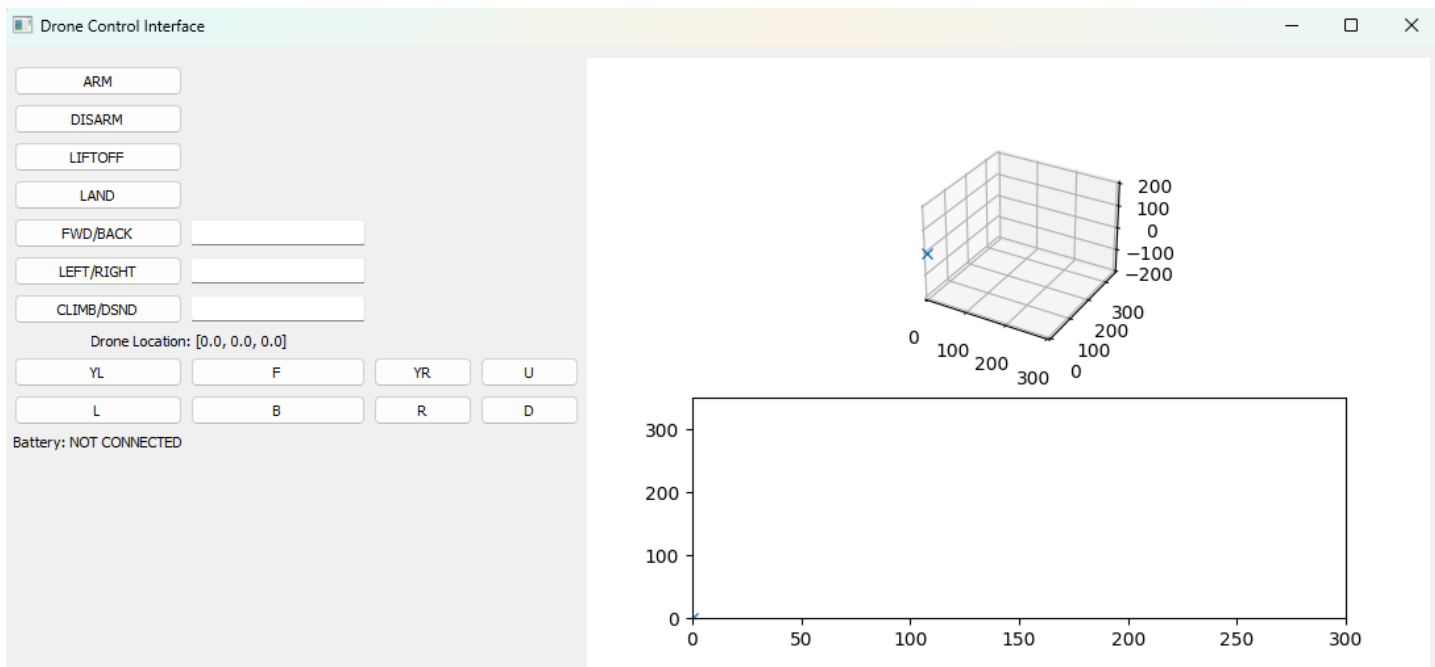 Drone Control Interface
ARM
DISARM
LIFTOFF
LAND
FWD/BACK
LEFT/RIGHT
CLIMB/DSND
Drone Location: [0.0, 0.0, 0.0]
YL F YR U
L B R D
Battery: NOT CONNECTED
200
100
0
−100
−200
300
200
100
0
0
100
200
300
300
200
100
0
0 50 100 150 200 250 300